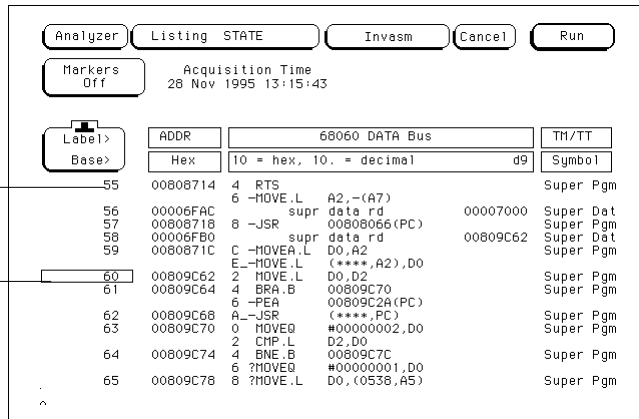 Analyzer Listing STATE Invasm Cancel Run
Markers Off Acquisition Time
28 Nov 1995 13:15:43
Label> ADDR 68060 DATA Bus TM/TT
Base> Hex 10 = hex, 10. = decimal d9 Symbol
55 00808714 4 RTS Super Pgm
6 -MOVE.L A2,-(A7)
56 00006FAC supr data rd 00007000 Super Dat
57 00808718 8 -JSR 00808066(PC) Super Pgm
58 00006FB0 supr data rd 00809C62 Super Dat
59 0080871C C -MOVEA.L D0,A2 Super Pgm
E_-MOVE.L (****,A2),D0
60 00809C62 2 MOVE.L D0,D2 Super Pgm
61 00809C64 4 BRA.B 00809C70 Super Pgm
6 -PEA 00809C2A(PC)
62 00809C68 A_-JSR (****,PC) Super Pgm
63 00809C70 0 MOVEQ #00000002,D0 Super Pgm
2 CMP.L D2,D0
64 00809C74 4 BNE.B 00809C7C Super Pgm
6 ?MOVEQ #00000001,D0
65 00809C78 8 ?MOVE.L D0,(0538,A5) Super Pgm